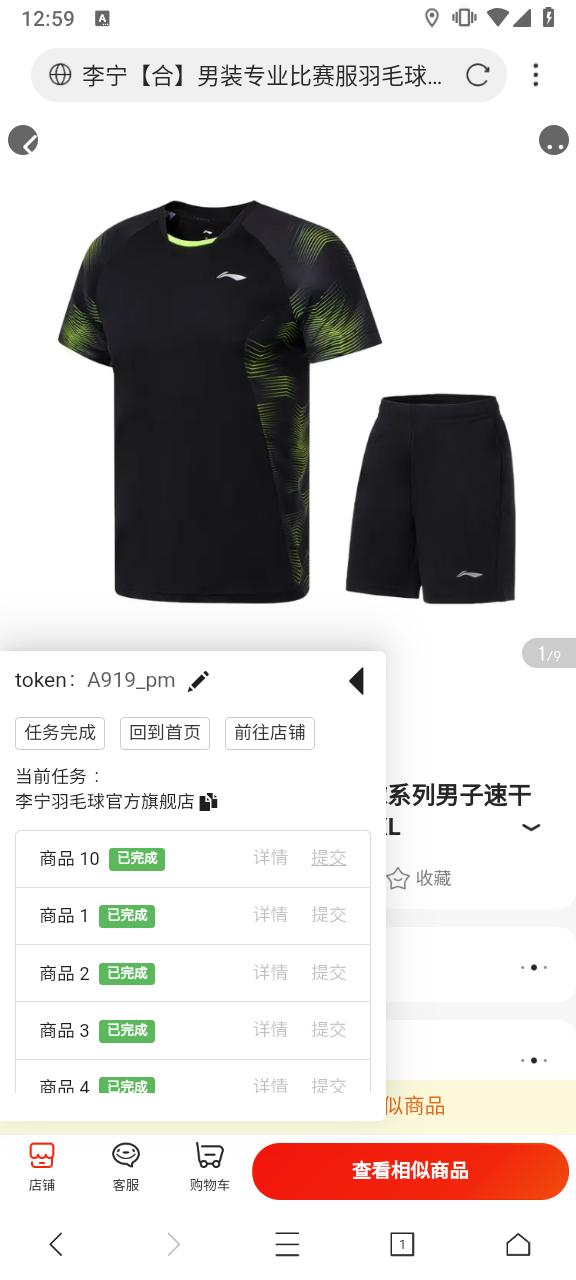 12:59
李宁【合】男装专业比赛服羽毛球...
1/9
token: A919_pm
任务完成 回到首页 前往店铺
当前任务：
李宁羽毛球官方旗舰店
系列男子速干
XL
收藏
商品 10 已完成 详情 提交
商品 1 已完成 详情 提交
商品 2 已完成 详情 提交
商品 3 已完成 详情 提交
商品 4 已完成 详情 提交
似商品
店铺 客服 购物车 查看相似商品
1